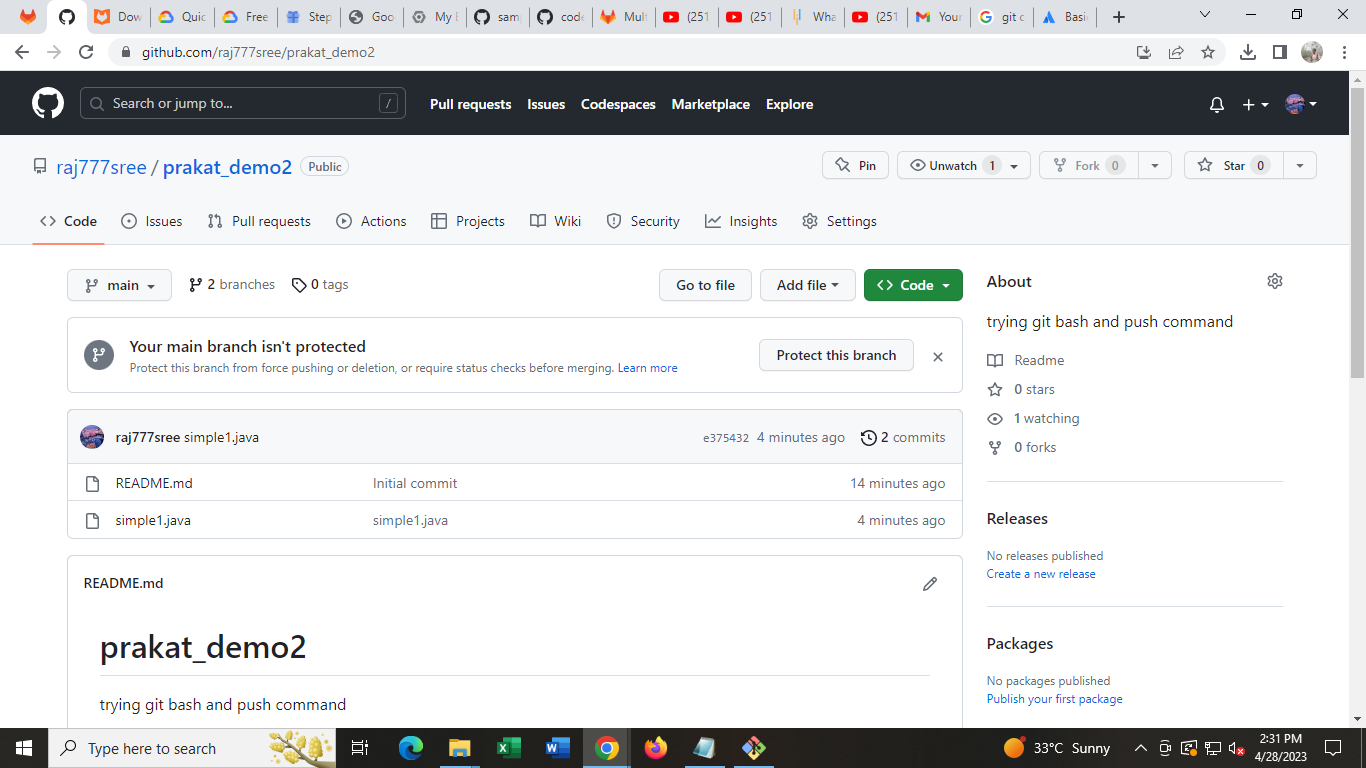 Dow
Quic
Free
Step
Goo
My E
sam
code
Mult
(251
(251
Wha
(251
Your
git c
Basi
github.com/raj777sree/prakat_demo2
Search or jump to...
/
Pull requests
Issues
Codespaces
Marketplace
Explore
raj777sree / prakat_demo2
Public
Pin
Unwatch 1
Fork 0
Star 0
Code
Issues
Pull requests
Actions
Projects
Wiki
Security
Insights
Settings
main
2 branches
0 tags
Go to file
Add file
Code
Your main branch isn't protected
Protect this branch from force pushing or deletion, or require status checks before merging. Learn more
Protect this branch
raj777sree simple1.java
e375432 4 minutes ago
2 commits
README.md
Initial commit
14 minutes ago
simple1.java
simple1.java
4 minutes ago
README.md
prakat_demo2
trying git bash and push command
About
trying git bash and push command
Readme
0 stars
1 watching
0 forks
Releases
No releases published
Create a new release
Packages
No packages published
Publish your first package
Type here to search
33°C Sunny
2:31 PM
4/28/2023